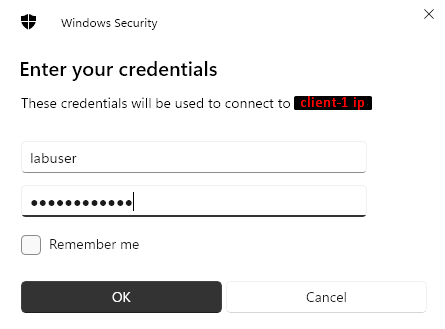 Windows Security
Enter your credentials
These credentials will be used to connect to client-1 ip
labuser
●●●●●●●●●●●●
Remember me
OK
Cancel